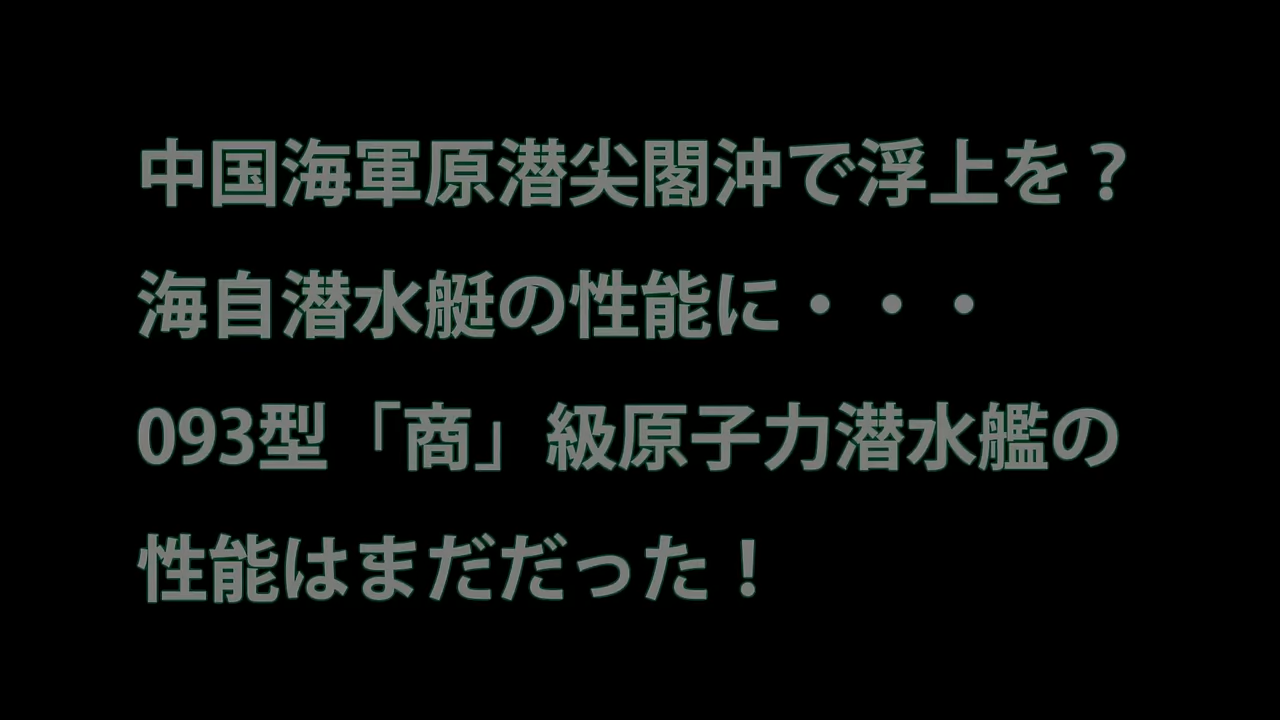 中国海軍原潜尖閣沖で浮上を？
海自潜水艇の性能に・・・
093型「商」級原子力潜水艦の
性能はまだだった！